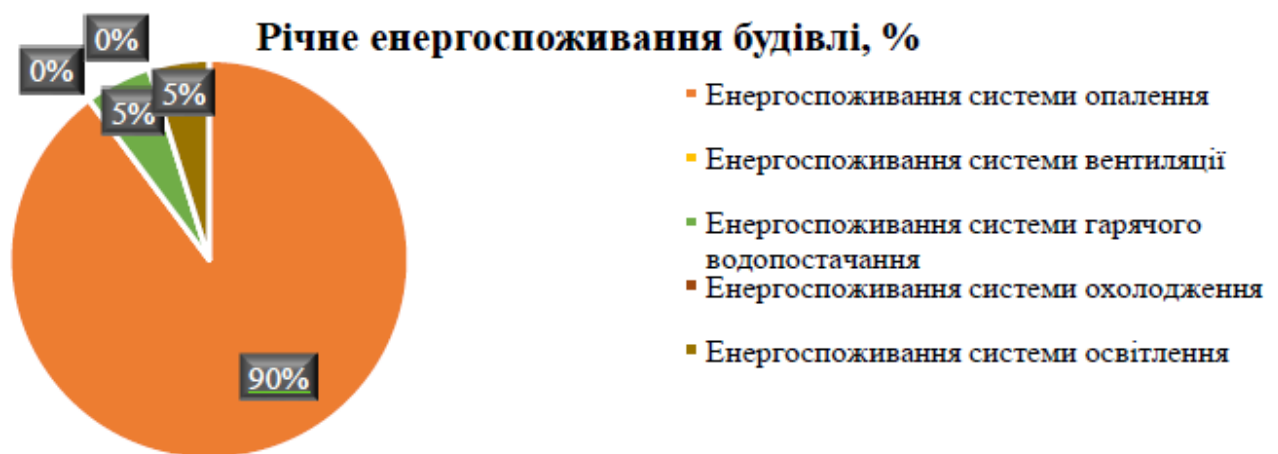 Річне енергоспоживання будівлі, %
0%
0%
5%
5%
90%
Енергоспоживання системи опалення
Енергоспоживання системи вентиляції
Енергоспоживання системи гарячого
водопостачання
Енергоспоживання системи охолодження
Енергоспоживання системи освітлення